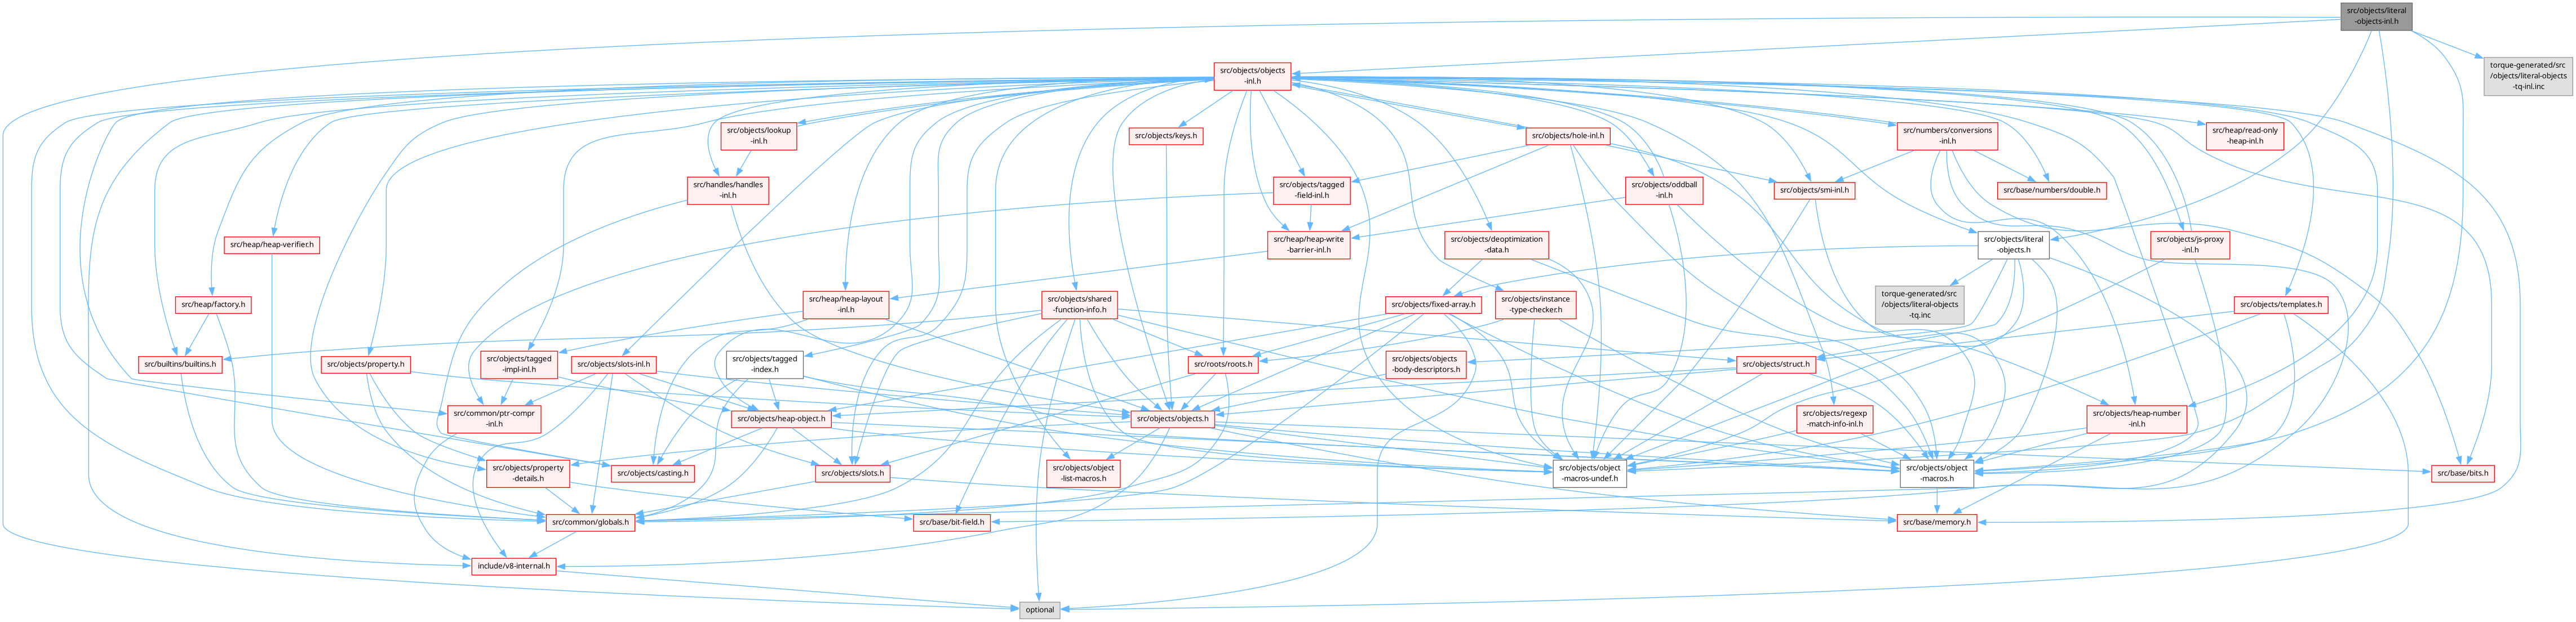 src/objects/literal
-objects-inl.h
src/objects/objects
-inl.h
torque-generated/src
/objects/literal-objects
-tq-inl.inc
src/objects/lookup
-inl.h
src/objects/keys.h
src/objects/hole-inl.h
src/numbers/conversions
-inl.h
src/heap/read-only
-heap-inl.h
src/handles/handles
-inl.h
src/objects/tagged
-field-inl.h
src/objects/oddball
-inl.h
src/objects/smi-inl.h
src/base/numbers/double.h
src/heap/heap-verifier.h
src/heap/heap-write
-barrier-inl.h
src/objects/deoptimization
-data.h
src/objects/literal
-objects.h
src/objects/js-proxy
-inl.h
src/heap/factory.h
src/heap/heap-layout
-inl.h
src/objects/shared
-function-info.h
src/objects/fixed-array.h
src/objects/instance
-type-checker.h
torque-generated/src
/objects/literal-objects
-tq.inc
src/objects/templates.h
src/builtins/builtins.h
src/objects/property.h
src/objects/tagged
-impl-inl.h
src/objects/slots-inl.h
src/objects/tagged
-index.h
src/roots/roots.h
src/objects/objects
-body-descriptors.h
src/objects/struct.h
src/common/ptr-compr
-inl.h
src/objects/heap-object.h
src/objects/objects.h
src/objects/regexp
-match-info-inl.h
src/objects/heap-number
-inl.h
src/objects/property
-details.h
src/objects/casting.h
src/objects/slots.h
src/objects/object
-list-macros.h
src/objects/object
-macros-undef.h
src/objects/object
-macros.h
src/base/bits.h
src/common/globals.h
src/base/bit-field.h
src/base/memory.h
include/v8-internal.h
optional